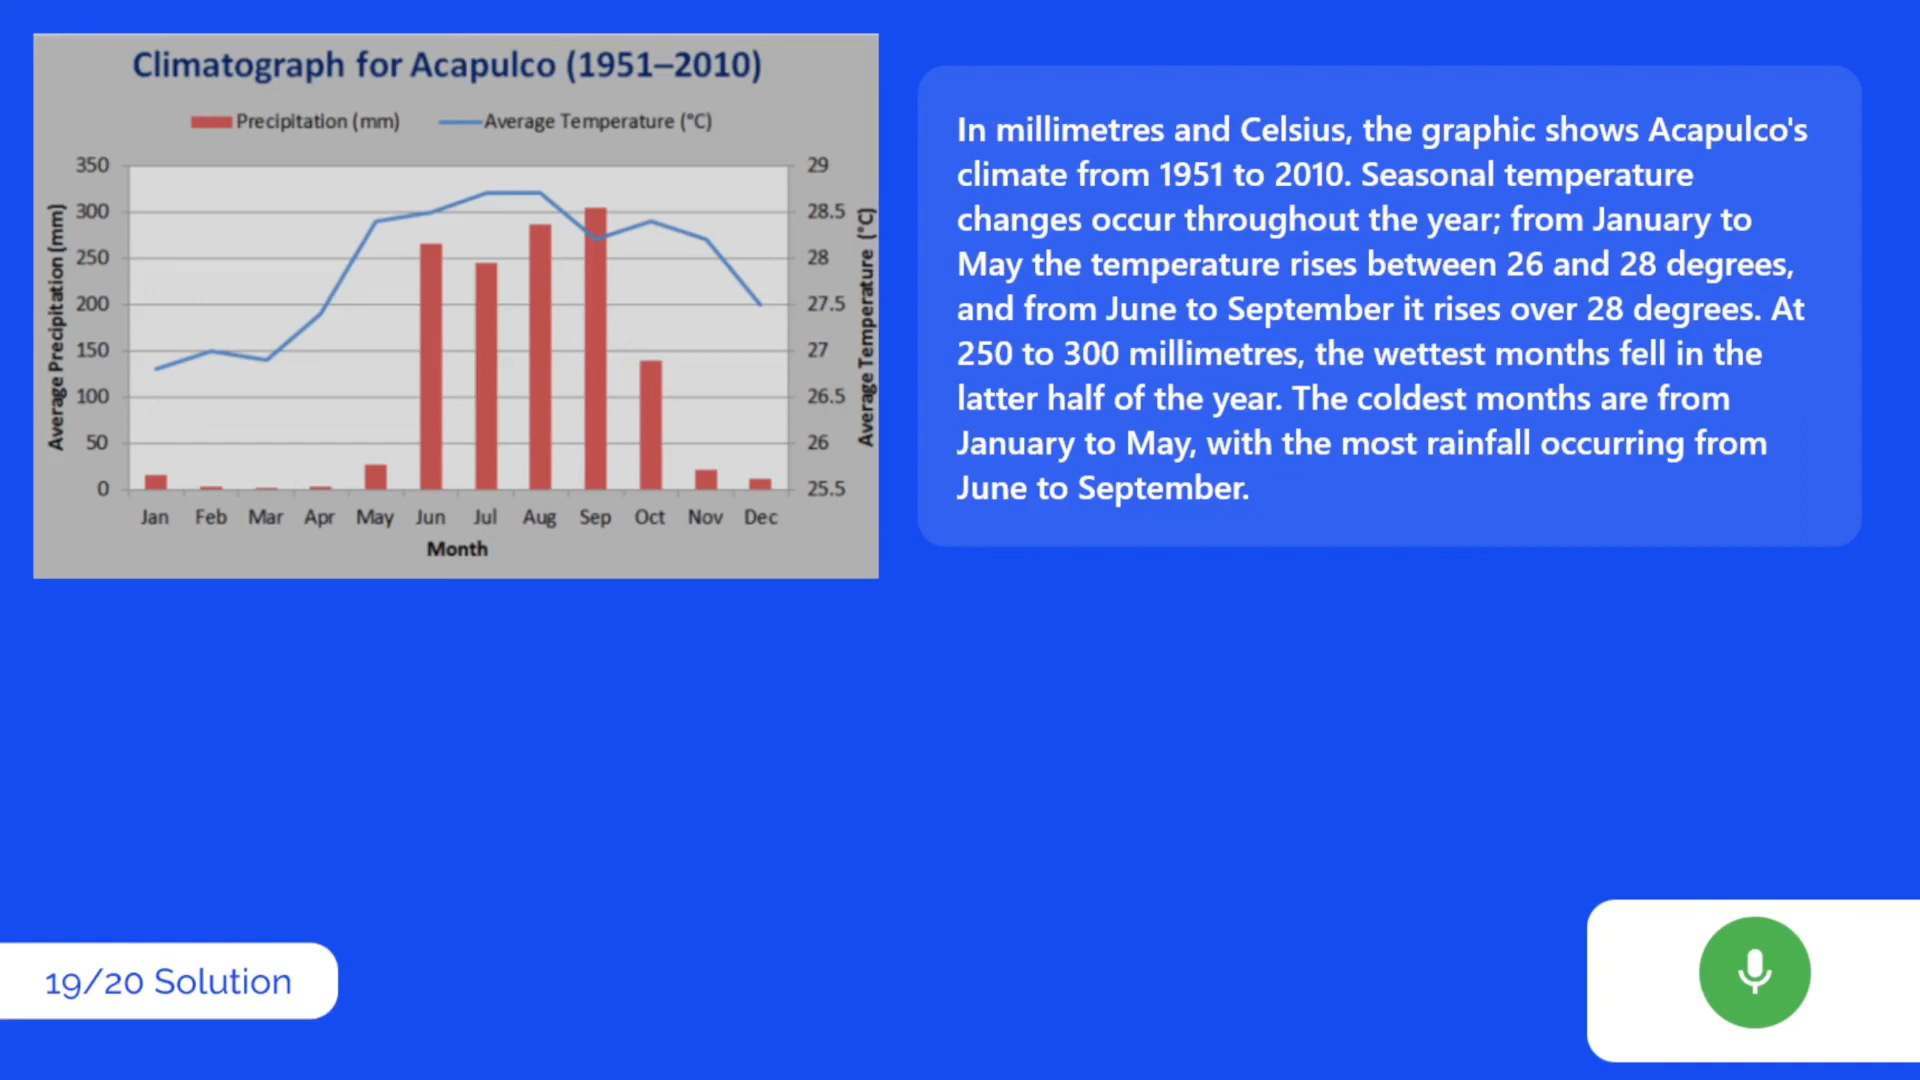 Climatograph for Acapulco (1951–2010)
Precipitation (mm) Average Temperature (°C)
Average Precipitation (mm)
350
300
250
200
150
100
50
0
29
28.5
28
27.5
27
26.5
26
25.5
Average Temperature (°C)
Jan Feb Mar Apr May Jun Jul Aug Sep Oct Nov Dec
Month
In millimetres and Celsius, the graphic shows Acapulco's
climate from 1951 to 2010. Seasonal temperature
changes occur throughout the year; from January to
May the temperature rises between 26 and 28 degrees,
and from June to September it rises over 28 degrees. At
250 to 300 millimetres, the wettest months fell in the
latter half of the year. The coldest months are from
January to May, with the most rainfall occurring from
June to September.
19/20 Solution